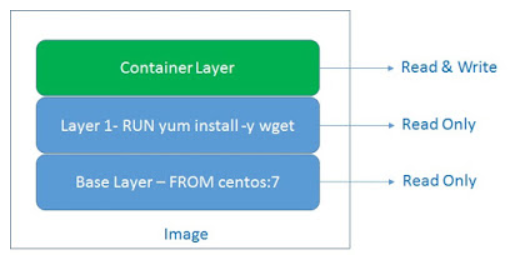 Container Layer
Read & Write
Layer 1- RUN yum install -y wget
Read Only
Base Layer – FROM centos:7
Read Only
Image